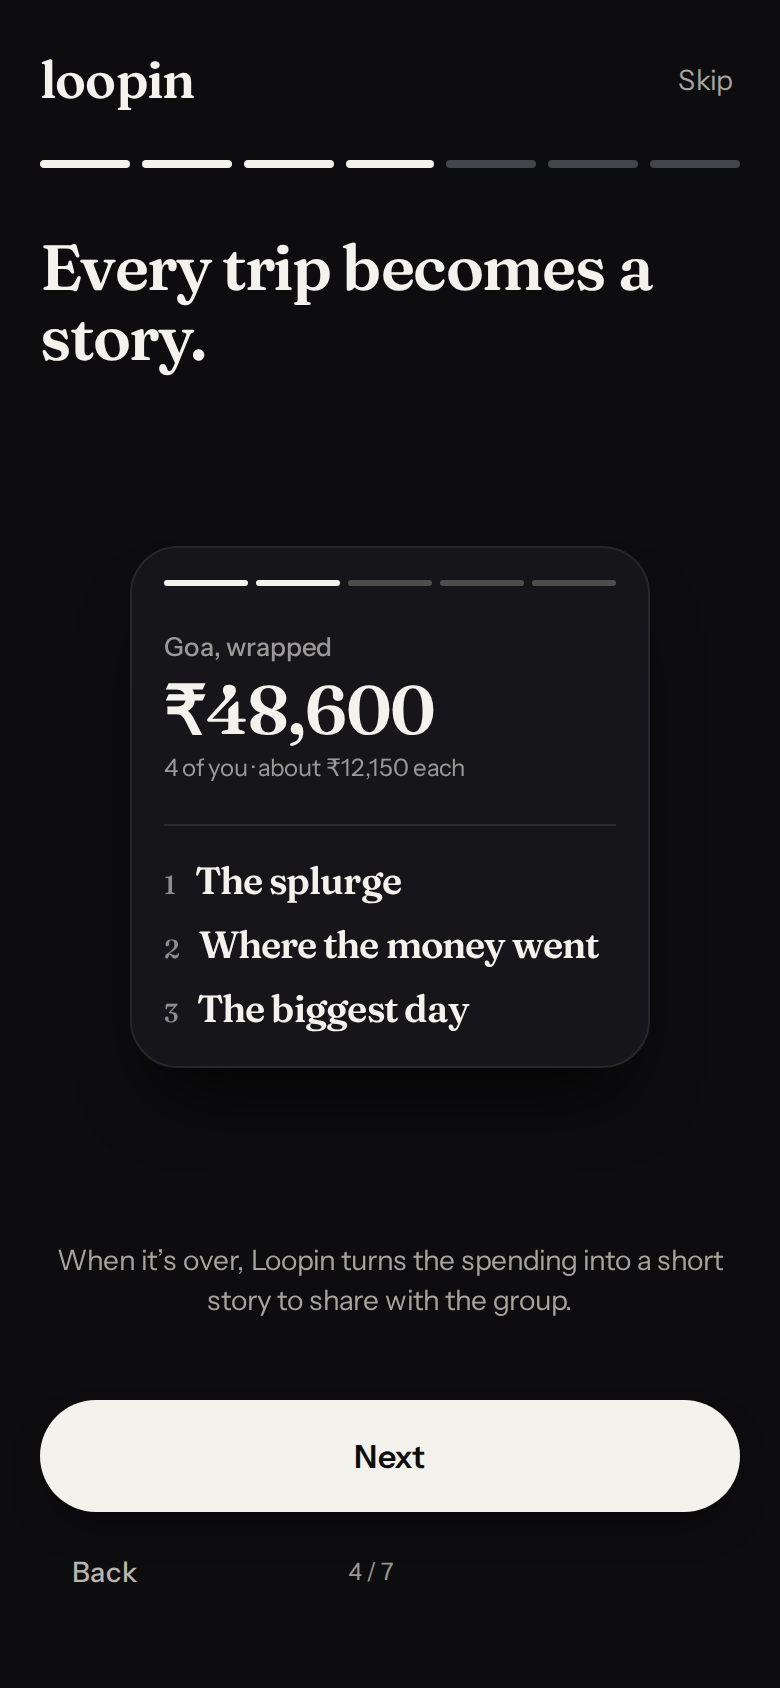 loopin
Skip
Every trip becomes a
story.
Goa, wrapped
₹48,600
4 of you · about ₹12,150 each
1 The splurge
2 Where the money went
3 The biggest day
When it’s over, Loopin turns the spending into a short
story to share with the group.
Next
Back
4 / 7